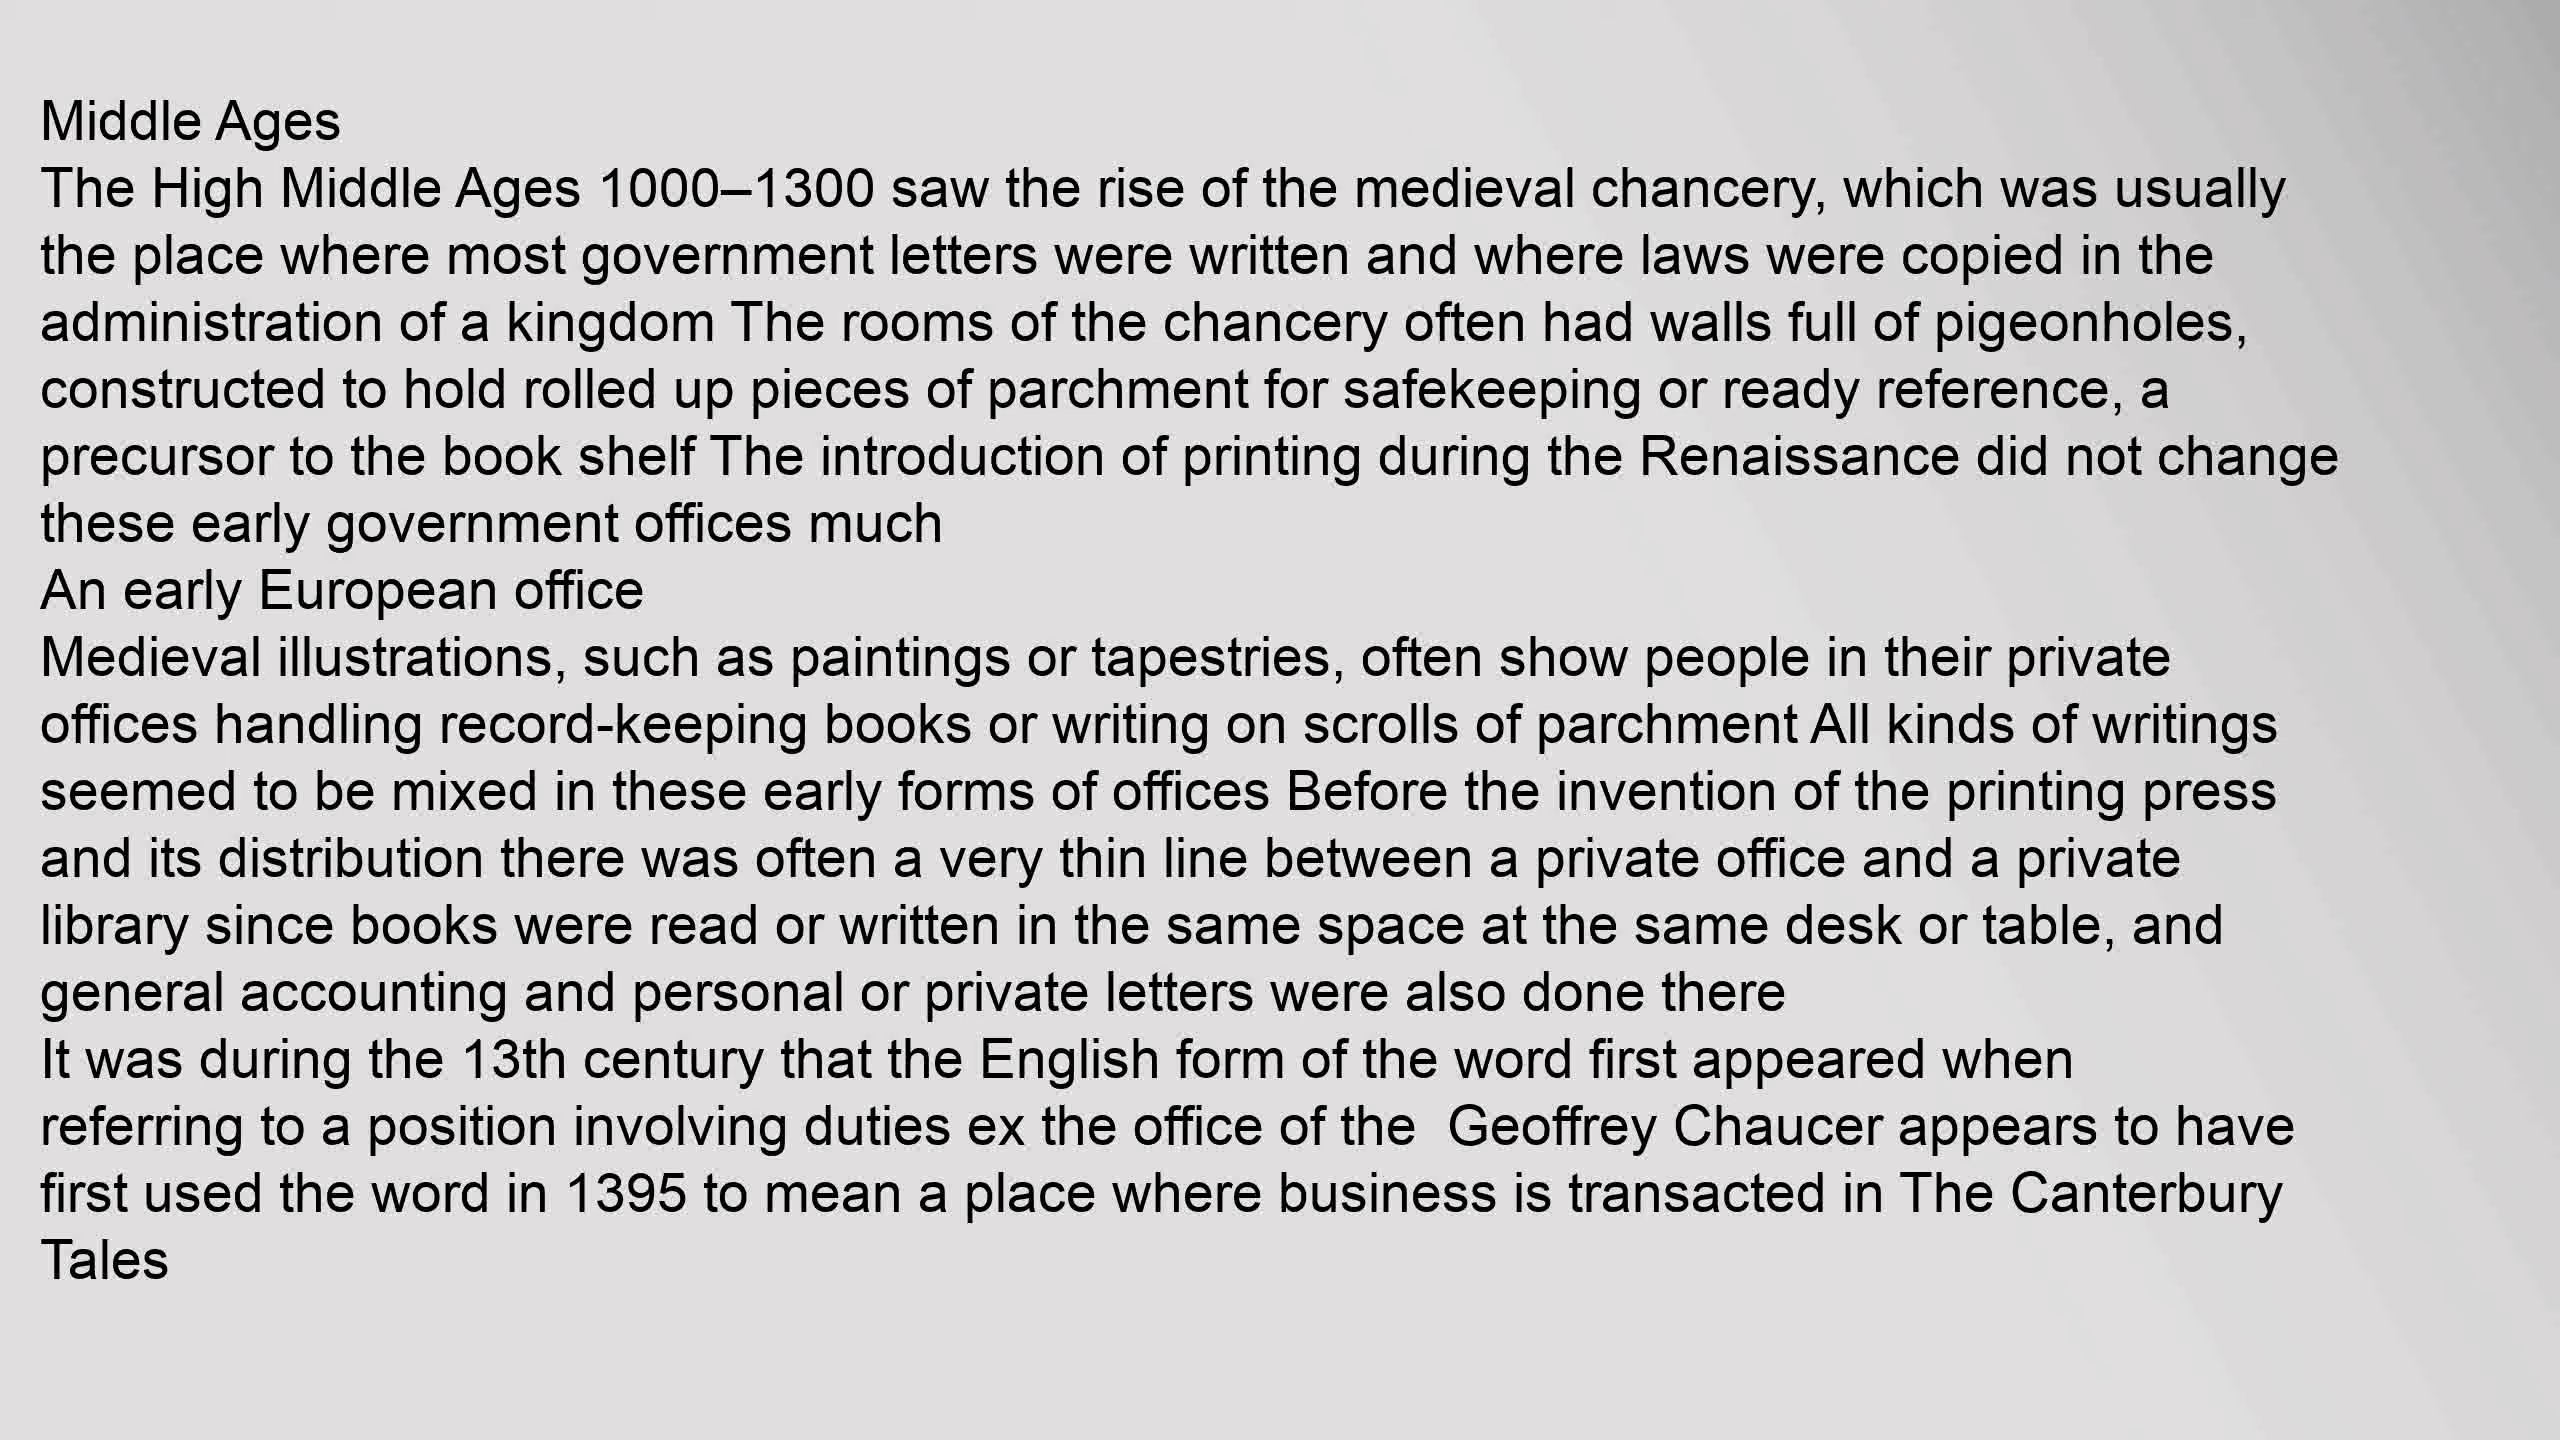 Middle Ages
The High Middle Ages 1000–1300 saw the rise of the medieval chancery, which was usually
the place where most government letters were written and where laws were copied in the
administration of a kingdom The rooms of the chancery often had walls full of pigeonholes,
constructed to hold rolled up pieces of parchment for safekeeping or ready reference, a
precursor to the book shelf The introduction of printing during the Renaissance did not change
these early government offices much
An early European office
Medieval illustrations, such as paintings or tapestries, often show people in their private
offices handling record-keeping books or writing on scrolls of parchment All kinds of writings
seemed to be mixed in these early forms of offices Before the invention of the printing press
and its distribution there was often a very thin line between a private office and a private
library since books were read or written in the same space at the same desk or table, and
general accounting and personal or private letters were also done there
It was during the 13th century that the English form of the word first appeared when
referring to a position involving duties ex the office of the  Geoffrey Chaucer appears to have
first used the word in 1395 to mean a place where business is transacted in The Canterbury
Tales